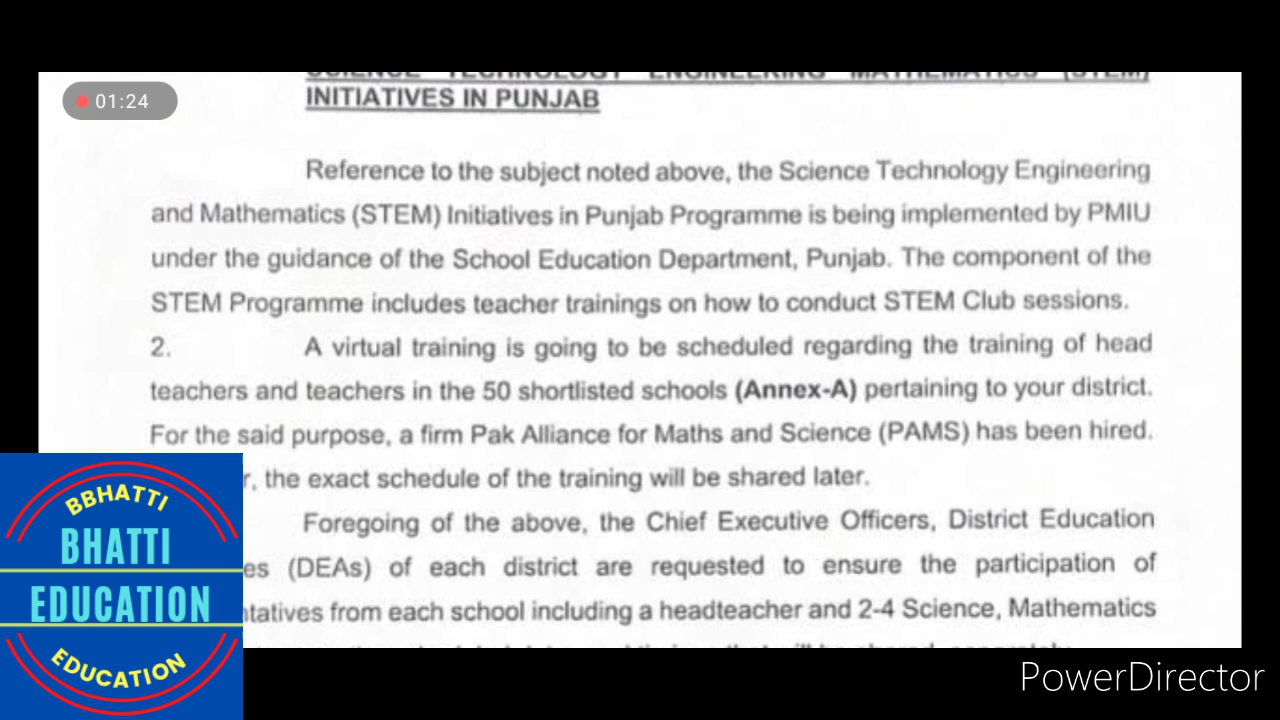 01:24
SCIENCE TECHNOLOGY ENGINEERING MATHEMATICS (STEM)
INITIATIVES IN PUNJAB
Reference to the subject noted above, the Science Technology Engineering
and Mathematics (STEM) Initiatives in Punjab Programme is being implemented by PMIU
under the guidance of the School Education Department, Punjab. The component of the
STEM Programme includes teacher trainings on how to conduct STEM Club sessions.
2. A virtual training is going to be scheduled regarding the training of head
teachers and teachers in the 50 shortlisted schools (Annex-A) pertaining to your district.
For the said purpose, a firm Pak Alliance for Maths and Science (PAMS) has been hired.
r, the exact schedule of the training will be shared later.
Foregoing of the above, the Chief Executive Officers, District Education
es (DEAs) of each district are requested to ensure the participation of
tatives from each school including a headteacher and 2-4 Science, Mathematics
BBHATTI
BHATTI
EDUCATION
EDUCATION
PowerDirector